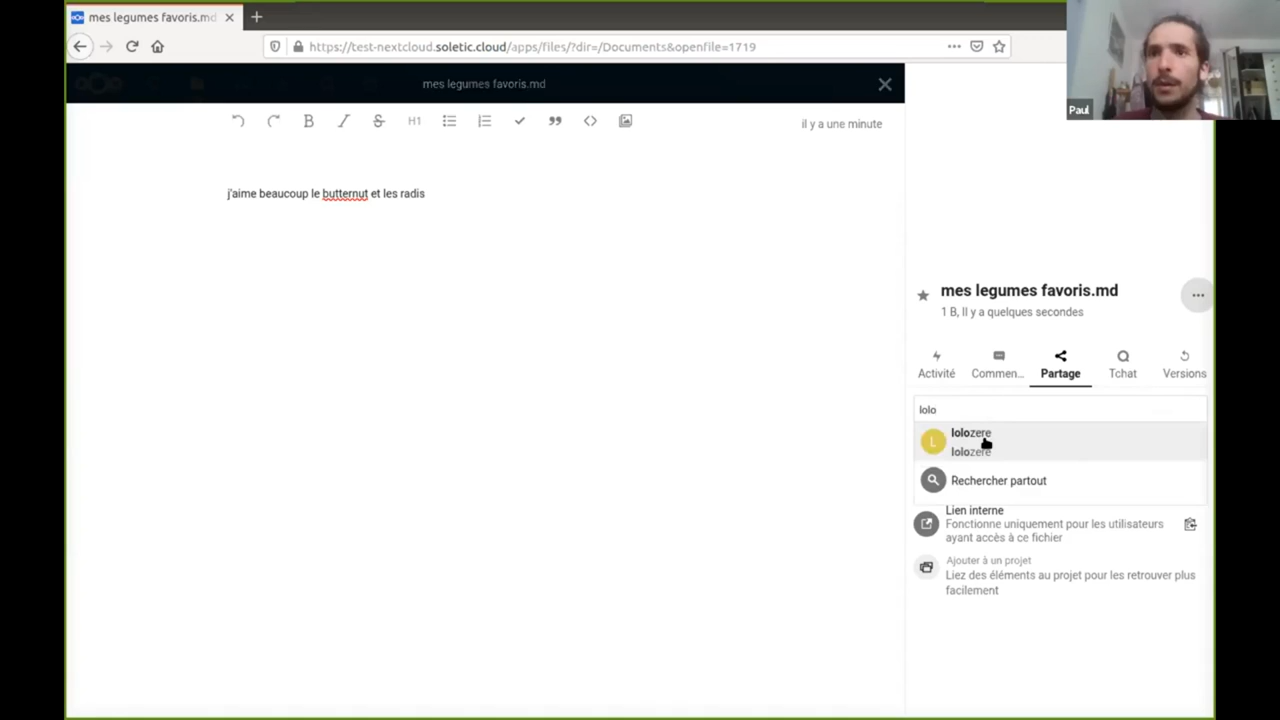 mes legumes favoris.md
https://test-nextcloud.soletic.cloud/apps/files/?dir=/Documents&openfile=1719
Paul
mes legumes favoris.md
H1
il y a une minute
j'aime beaucoup le butternut et les radis
mes legumes favoris.md
1 B, Il y a quelques secondes
Activité
Commen...
Partage
Tchat
Versions
lolo
L
lolozere
lolozere
Rechercher partout
Lien interne
Fonctionne uniquement pour les utilisateurs
ayant accès à ce fichier
Ajouter à un projet
Liez des éléments au projet pour les retrouver plus
facilement